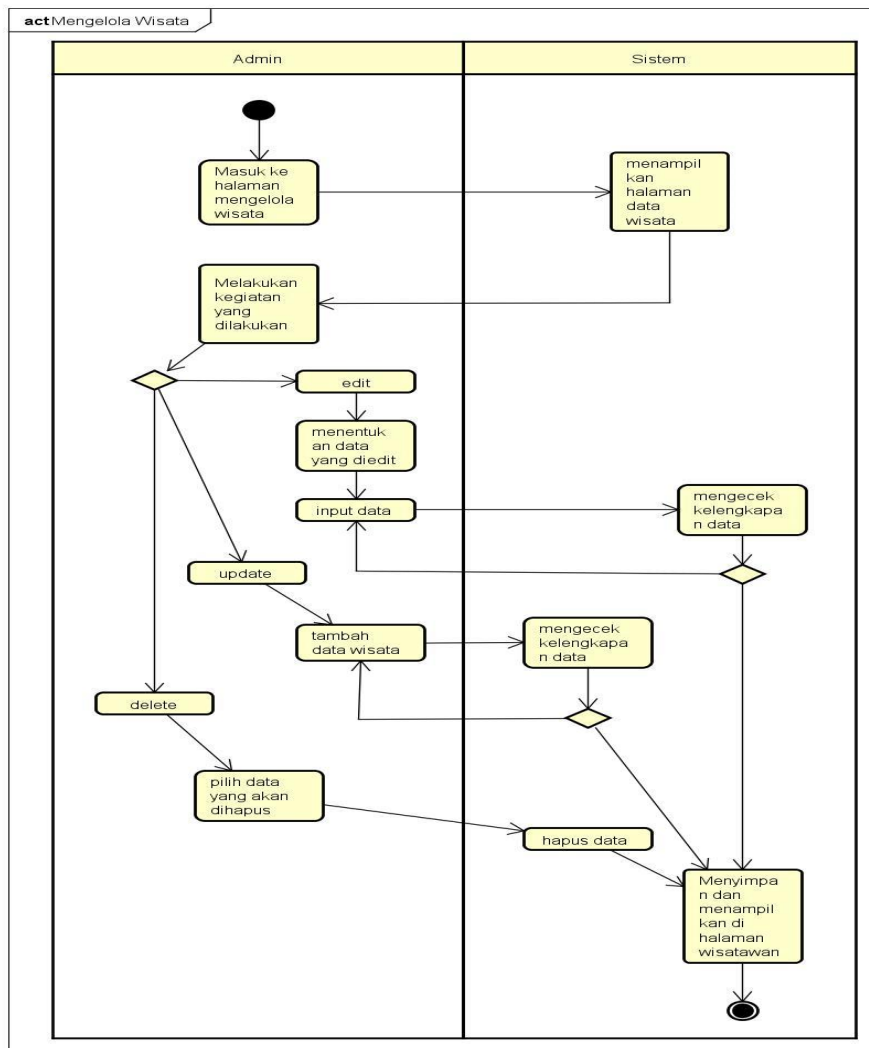 act Mengelola Wisata
Admin
Sistem
Masuk ke
halaman
mengelola
wisata
menampil
kan
halaman
data
wisata
Melakukan
kegiatan
yang
dilakukan
edit
menentuk
an data
yang diedit
input data
mengecek
kelengkapa
n data
update
tambah
data wisata
mengecek
kelengkapa
n data
delete
pilih data
yang akan
dihapus
hapus data
Menyimpa
n dan
menampil
kan di
halaman
wisatawan